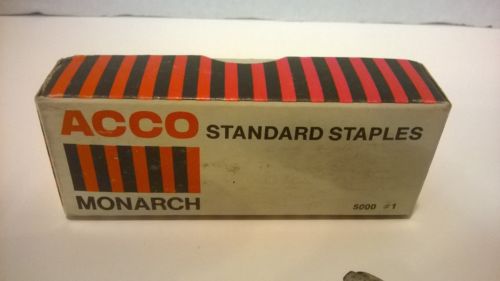 ACCO STANDARD STAPLES
MONARCH 5000 #1